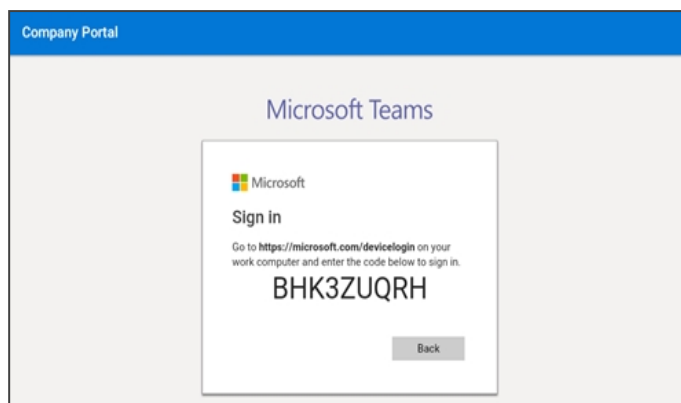 Company Portal
Microsoft Teams
Microsoft
Sign in
Go to https://microsoft.com/devicelogin on your
work computer and enter the code below to sign in.
BHK3ZUQRH
Back